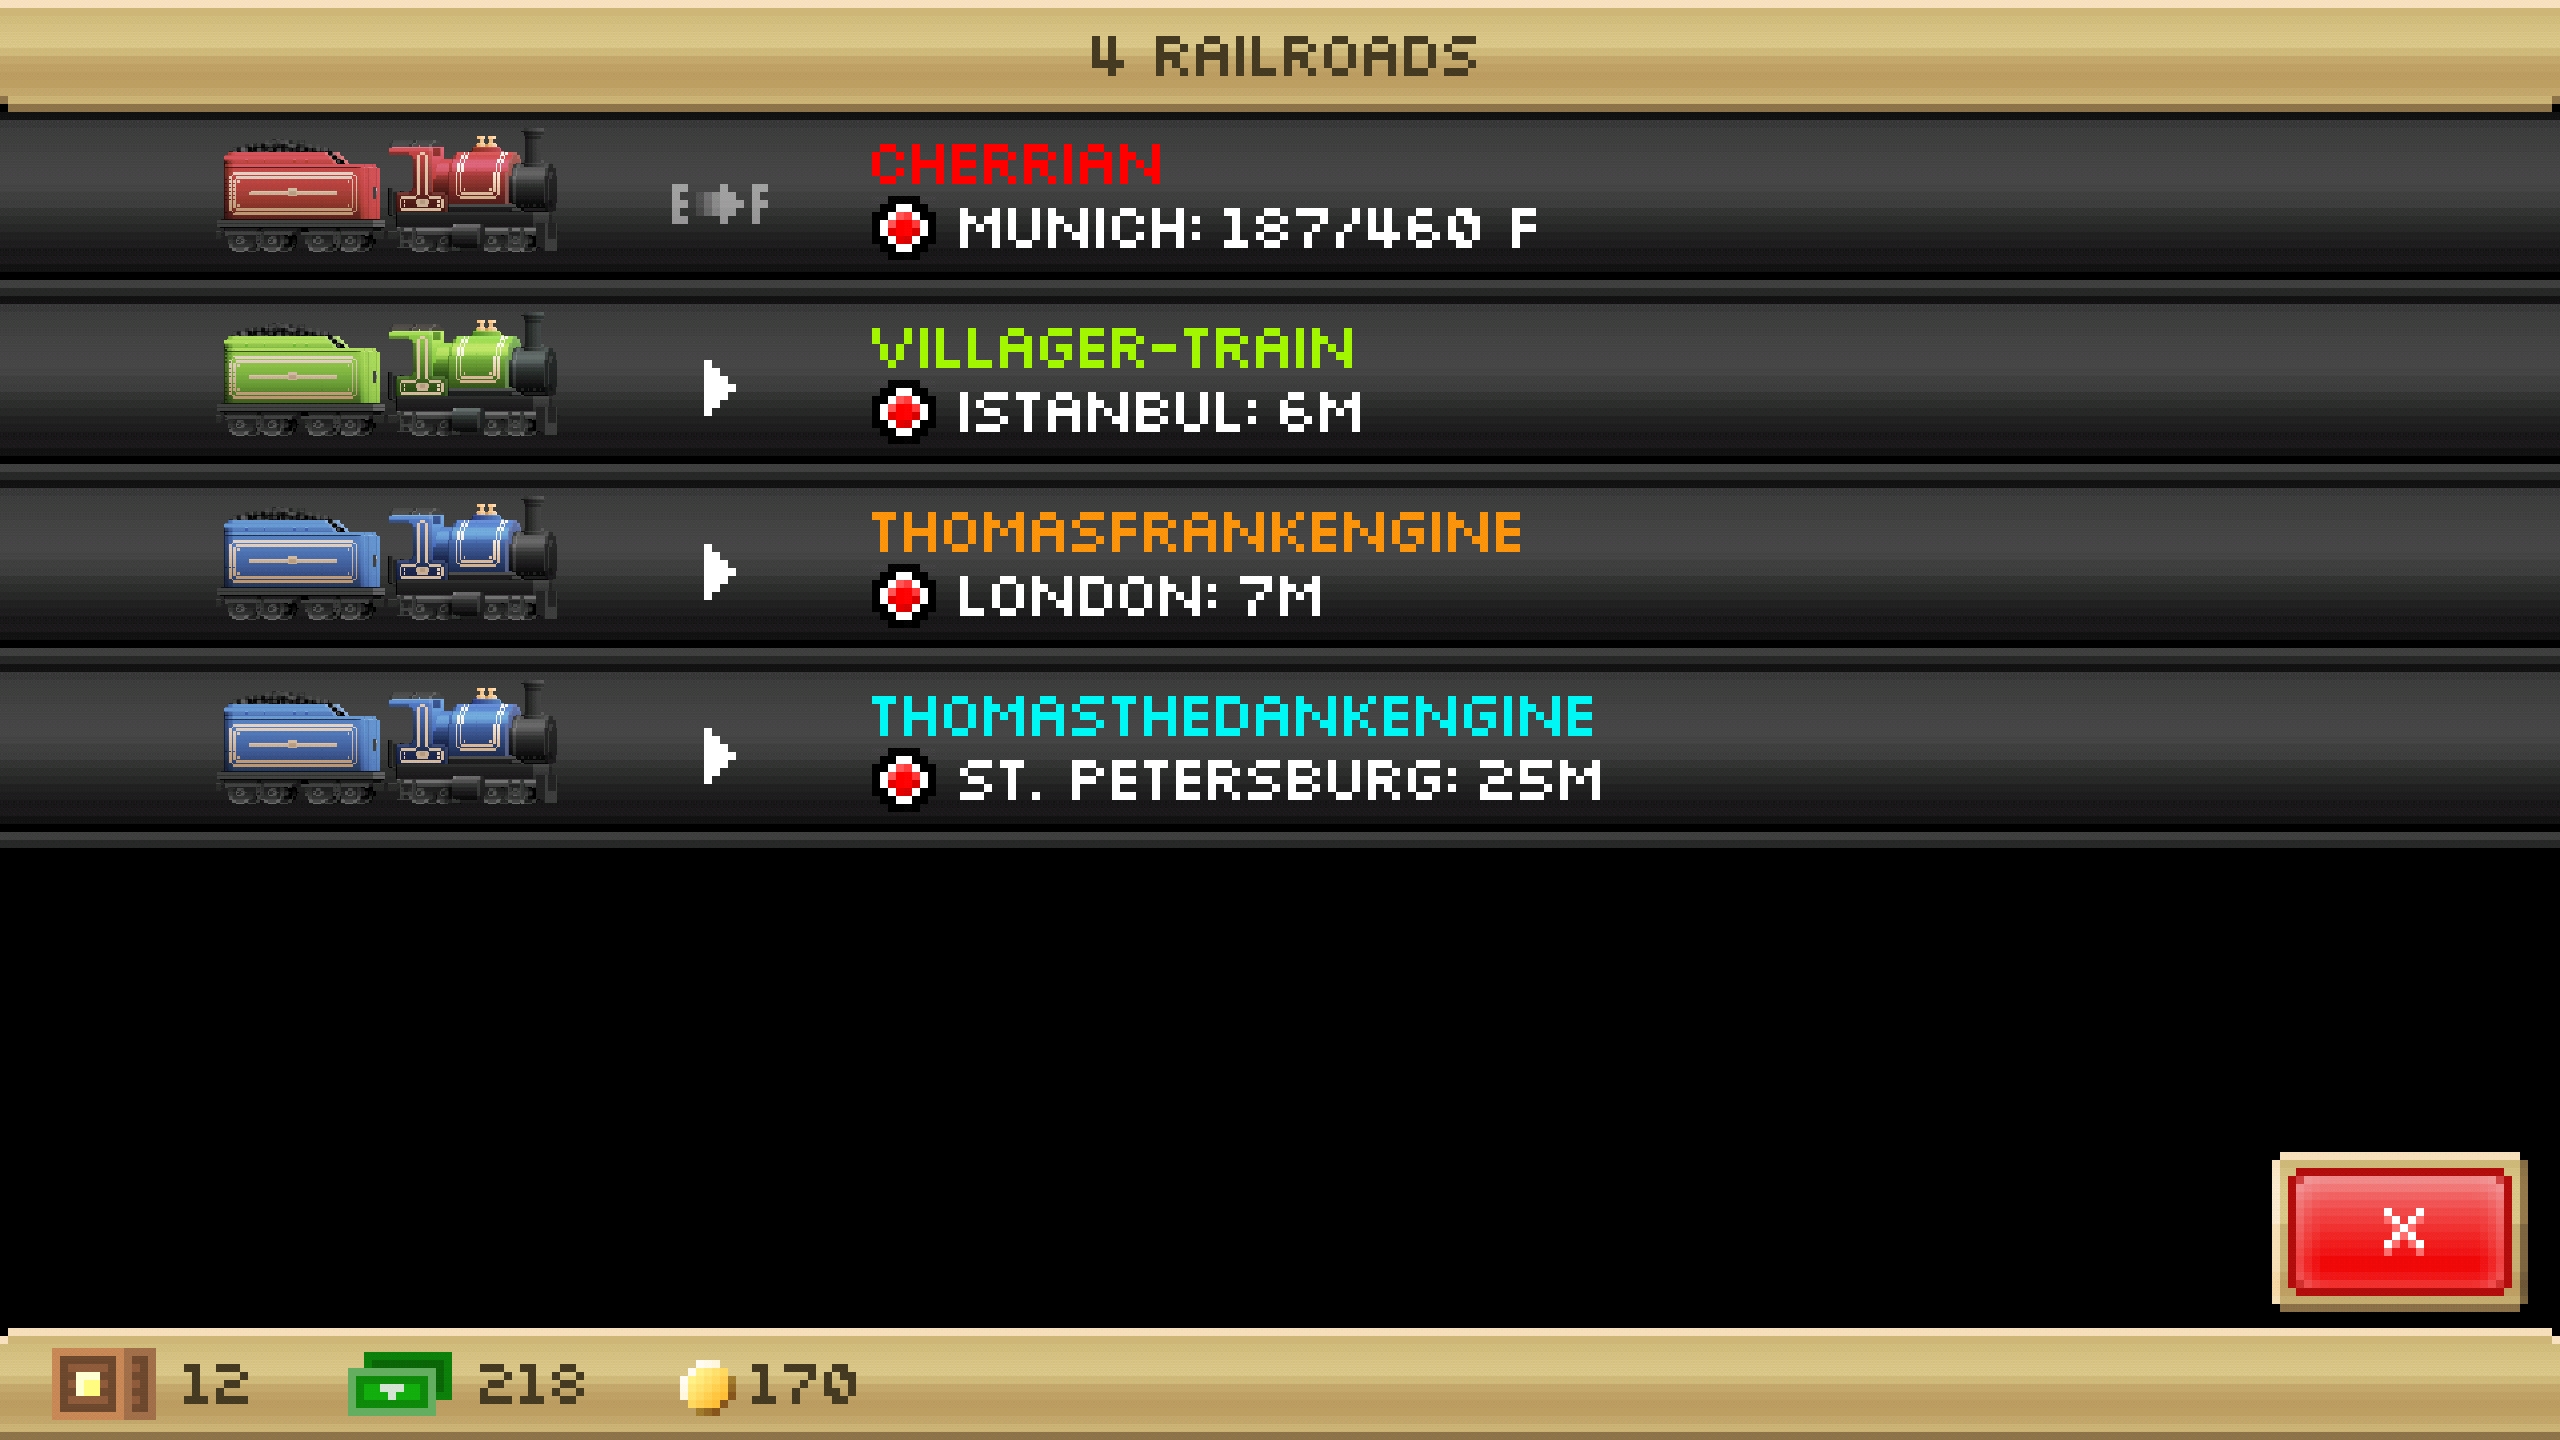 4 RAILROADS
CHERRIAN
E F
MUNICH: 187/460 F
VILLAGER-TRAIN
ISTANBUL: 6M
THOMASFRANKENGINE
LONDON: 7M
THOMASTHEDANKENGINE
ST. PETERSBURG: 25M
X
12 218 170